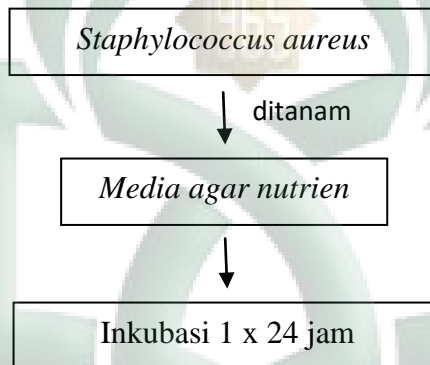 Staphylococcus aureus
ditanam
Media agar nutrien
Inkubasi 1 x 24 jam